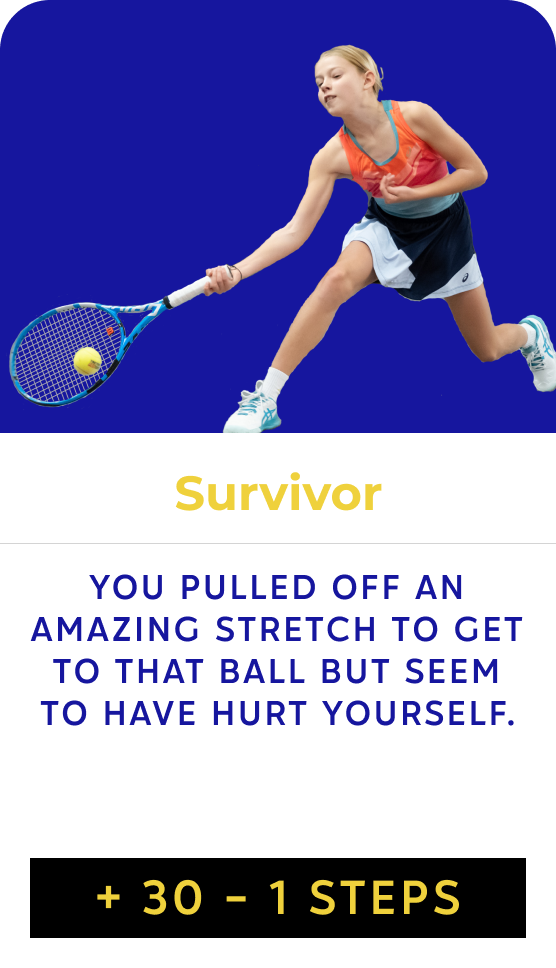 Survivor
YOU PULLED OFF AN
AMAZING STRETCH TO GET
TO THAT BALL BUT SEEM
TO HAVE HURT YOURSELF.
+ 30 – 1 STEPS